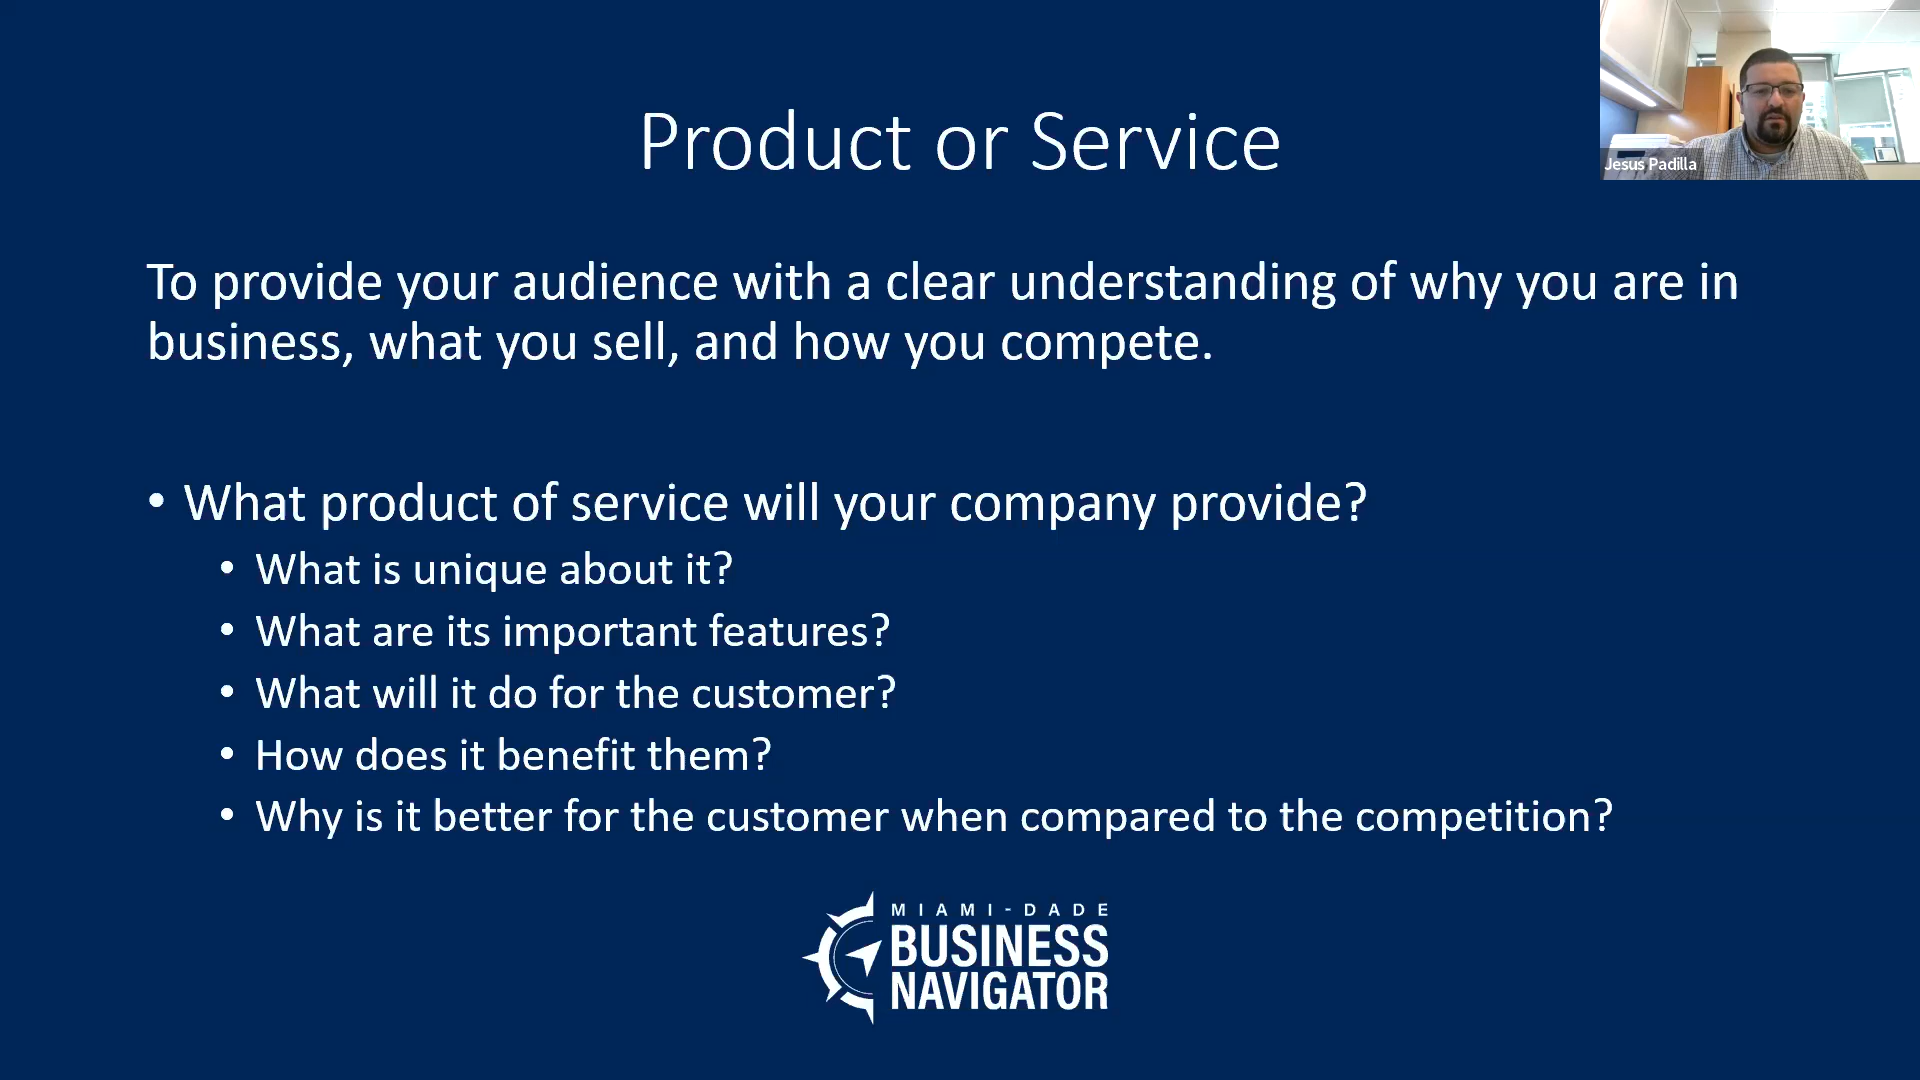 Product or Service
Jesus Padilla
To provide your audience with a clear understanding of why you are in
business, what you sell, and how you compete.
• What product of service will your company provide?
• What is unique about it?
• What are its important features?
• What will it do for the customer?
• How does it benefit them?
• Why is it better for the customer when compared to the competition?
MIAMI-DADE
BUSINESS
NAVIGATOR